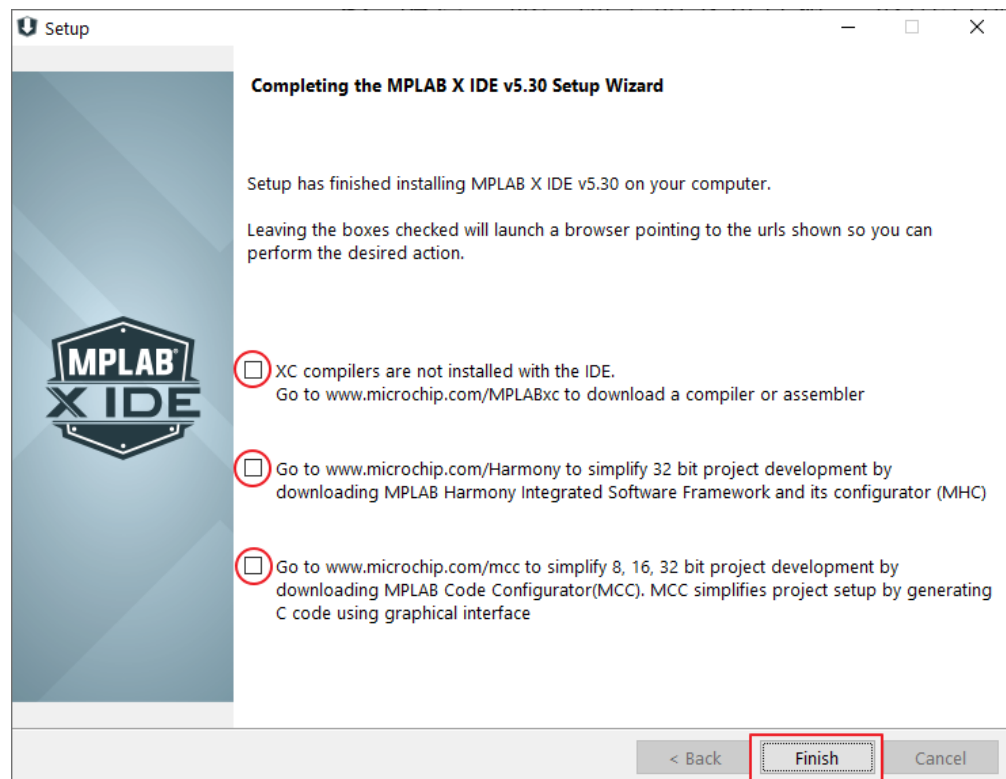 Setup
Completing the MPLAB X IDE v5.30 Setup Wizard
Setup has finished installing MPLAB X IDE v5.30 on your computer.
Leaving the boxes checked will launch a browser pointing to the urls shown so you can
perform the desired action.
MPLAB
X IDE
XC compilers are not installed with the IDE.
Go to www.microchip.com/MPLABxc to download a compiler or assembler
Go to www.microchip.com/Harmony to simplify 32 bit project development by
downloading MPLAB Harmony Integrated Software Framework and its configurator (MHC)
Go to www.microchip.com/mcc to simplify 8, 16, 32 bit project development by
downloading MPLAB Code Configurator(MCC). MCC simplifies project setup by generating
C code using graphical interface
< Back
Finish
Cancel